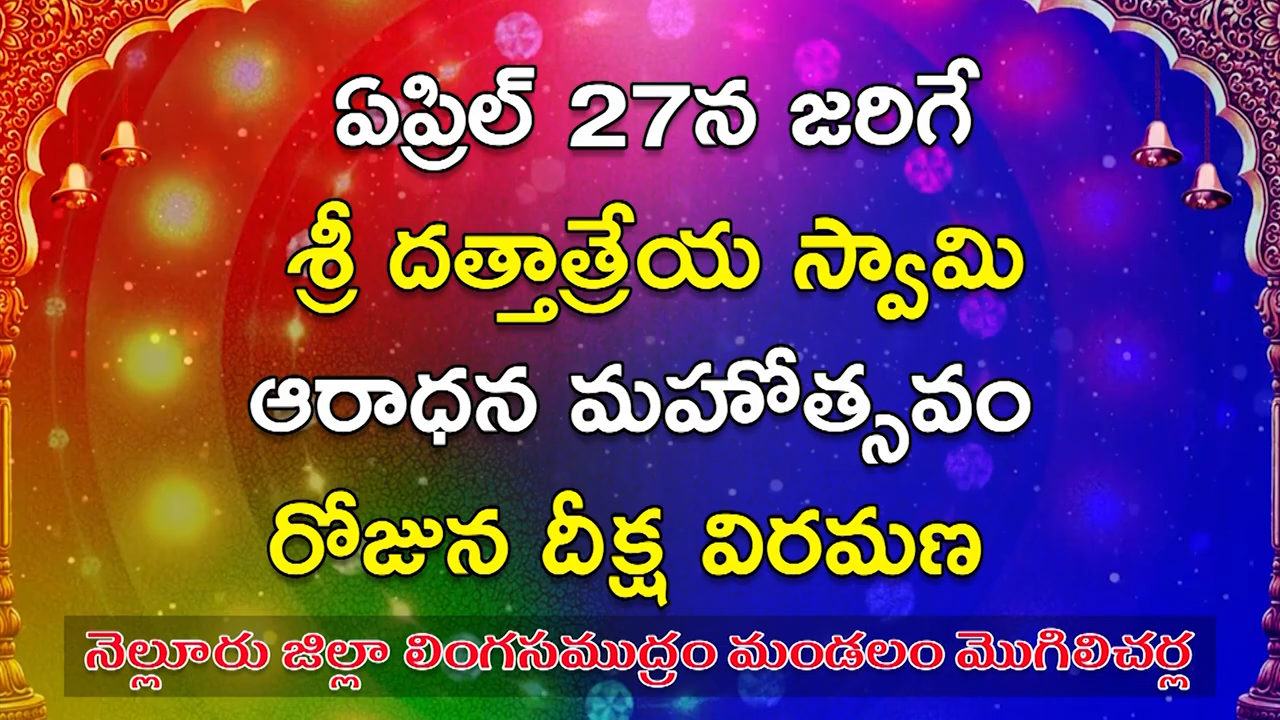 ఏప్రిల్ 27న జరిగే
శ్రీ దత్తాత్రేయ స్వామి
ఆరాధన మహోత్సవం
రోజున దీక్ష విరమణ
నెల్లూరు జిల్లా లింగసముద్రం మండలం మొగిలిచర్ల